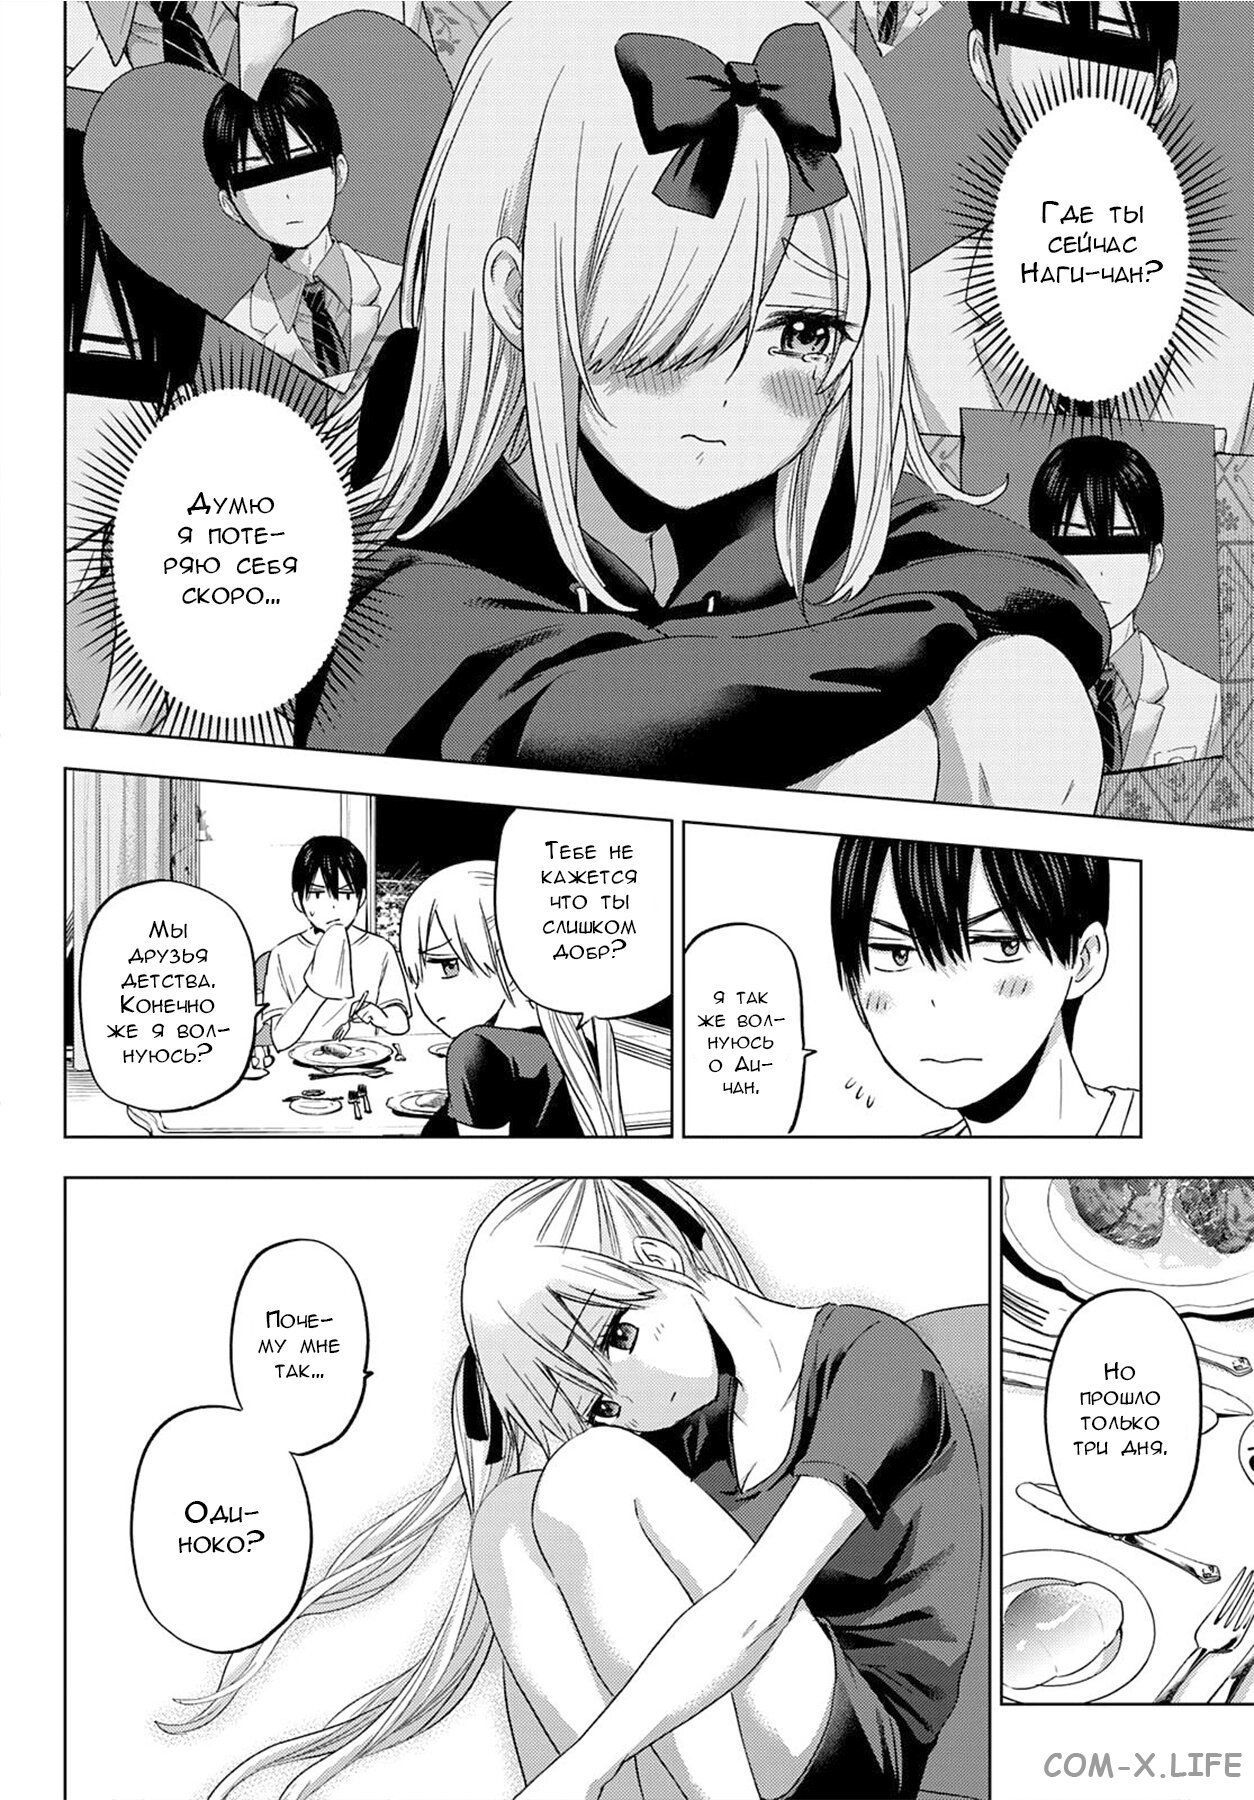 Где ты
сейчас
Наги-чан?
Думю
я поте-
ряю себя
скоро...
я так
же вол-
нуюсь
о Ди-
чан.
Тебе не
кажется
что ты
слишком
добр?
Мы
друзья
детства.
Конечно
же я вол-
нуюсь?
Но
прошло
только
три дня.
Поче-
му мне
так...
Оди-
ноко?
COM-X.LIFE